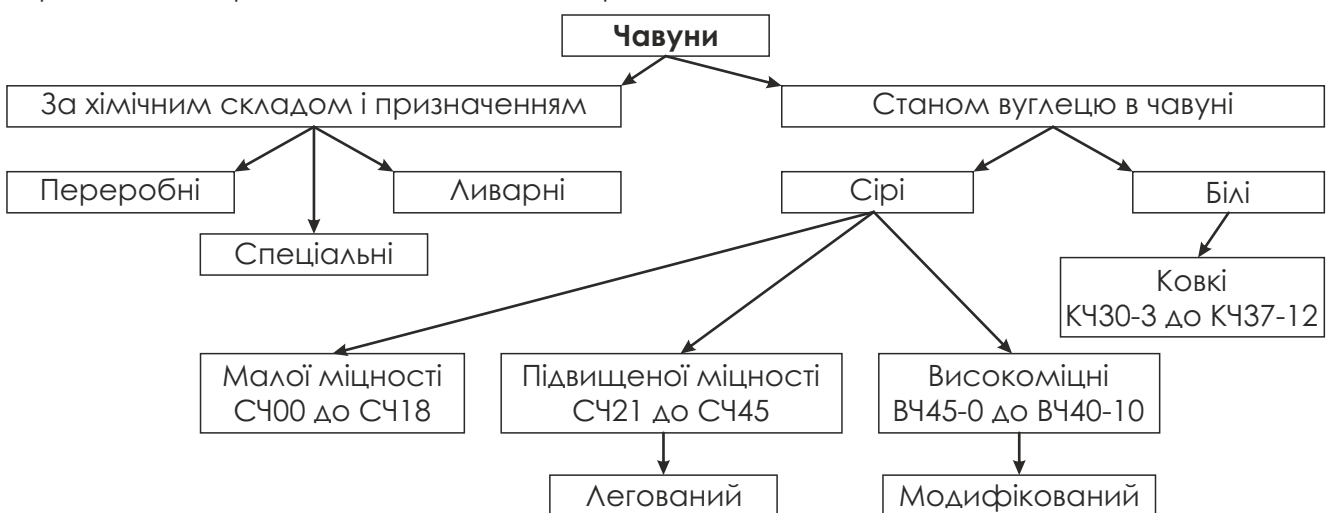 Чавуни
За хімічним складом і призначенням
Станом вуглецю в чавуні
Переробні
Ливарні
Сірі
Білі
Спеціальні
Ковкі
КЧ30-3 до КЧ37-12
Малої міцності
СЧ00 до СЧ18
Підвищеної міцності
СЧ21 до СЧ45
Високоміцні
ВЧ45-0 до ВЧ40-10
Легований
Модифікований